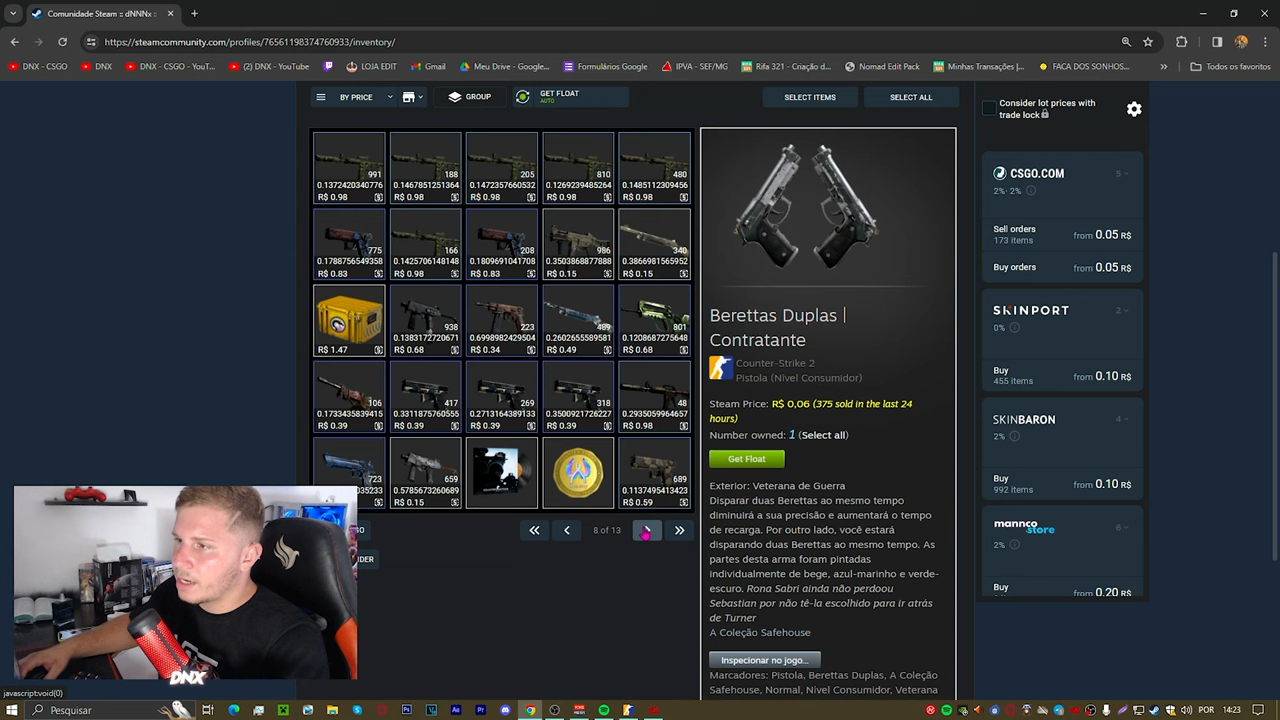 Comunidade Steam :: dNNNx ::
https://steamcommunity.com/profiles/76561198374760933/inventory/
DNX - CSGO
DNX
DNX - CSGO - YouT...
(2) DNX - YouTube
LOJA EDIT
Gmail
Meu Drive - Google...
Formulários Google
IPVA - SEF/MG
Rifa 321 - Criação d...
Nomad Edit Pack
Minhas Transações |...
FACA DOS SONHOS...
Todos os favoritos
BY PRICE
GROUP
GET FLOAT
AUTO
SELECT ITEMS
SELECT ALL
Consider lot prices with
trade lock
991 188 205 810 480
0.1372420340776 0.1467851251364 0.1472357660532 0.1269239485264 0.1485112309456
R$ 0.98 R$ 0.98 R$ 0.98 R$ 0.98 R$ 0.98
775 166 208 986 340
0.1788756549358 0.1425706148148 0.1809691041708 0.3503868877888 0.3866981565952
R$ 0.83 R$ 0.98 R$ 0.83 R$ 0.15 R$ 0.15
938 223 489 801
0.1383172720671 0.6998982429504 0.2602655589581 0.1208687275648
R$ 1.47 R$ 0.68 R$ 0.34 R$ 0.49 R$ 0.68
106 417 269 318 48
0.1733435839415 0.3311875760555 0.2713164389133 0.3500921726227 0.2935059964657
R$ 0.39 R$ 0.39 R$ 0.39 R$ 0.39 R$ 0.98
723 659 689
0.5785673260689 0.1137495413423
R$ 0.15 R$ 0.59
8 of 13
Berettas Duplas |
Contratante
Counter-Strike 2
Pistola (Nível Consumidor)
Steam Price: R$ 0,06 (375 sold in the last 24
hours)
Number owned: 1 (Select all)
Get Float
Exterior: Veterana de Guerra
Disparar duas Berettas ao mesmo tempo
diminuirá a sua precisão e aumentará o tempo
de recarga. Por outro lado, você estará
disparando duas Berettas ao mesmo tempo. As
partes desta arma foram pintadas
individualmente de bege, azul-marinho e verde-
escuro. Rona Sabri ainda não perdoou
Sebastian por não tê-la escolhido para ir atrás
de Turner
A Coleção Safehouse
Inspecionar no jogo...
Marcadores: Pistola, Berettas Duplas, A Coleção
Safehouse, Normal, Nível Consumidor, Veterana
CSGO.COM
5
2% · 2%
Sell orders
173 items
from 0.05 R$
Buy orders
from 0.05 R$
SKINPORT
2
0%
Buy
455 items
from 0.10 R$
SKINBARON
4
2%
Buy
992 items
from 0.10 R$
mannco
store
6
2%
Buy
from 0.20 R$
DNX
javascript:void(0)
Pesquisar
POR
14:23